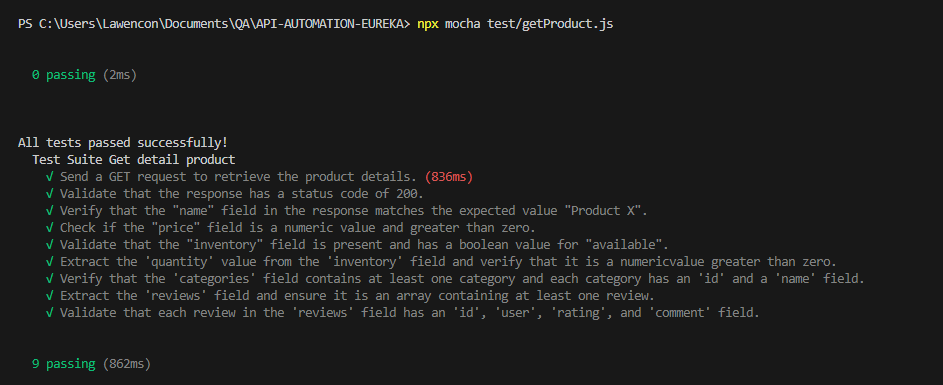 PS C:\Users\Lawencon\Documents\QA\API-AUTOMATION-EUREKA> npx mocha test/getProduct.js
0 passing (2ms)
All tests passed successfully!
Test Suite Get detail product
√ Send a GET request to retrieve the product details. (836ms)
√ Validate that the response has a status code of 200.
√ Verify that the "name" field in the response matches the expected value "Product X".
√ Check if the "price" field is a numeric value and greater than zero.
√ Validate that the "inventory" field is present and has a boolean value for "available".
√ Extract the 'quantity' value from the 'inventory' field and verify that it is a numericvalue greater than zero.
√ Verify that the 'categories' field contains at least one category and each category has an 'id' and a 'name' field.
√ Extract the 'reviews' field and ensure it is an array containing at least one review.
√ Validate that each review in the 'reviews' field has an 'id', 'user', 'rating', and 'comment' field.
9 passing (862ms)